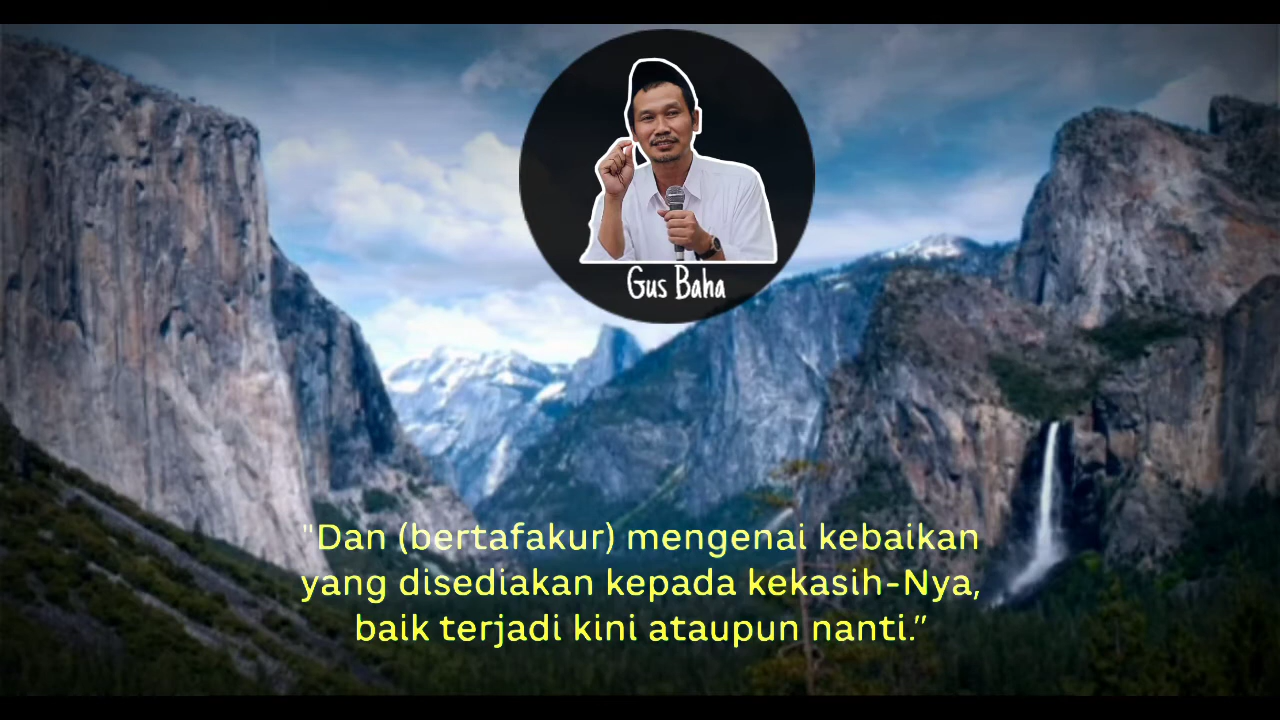 Gus Baha
"Dan (bertafakur) mengenai kebaikan
yang disediakan kepada kekasih-Nya,
baik terjadi kini ataupun nanti."